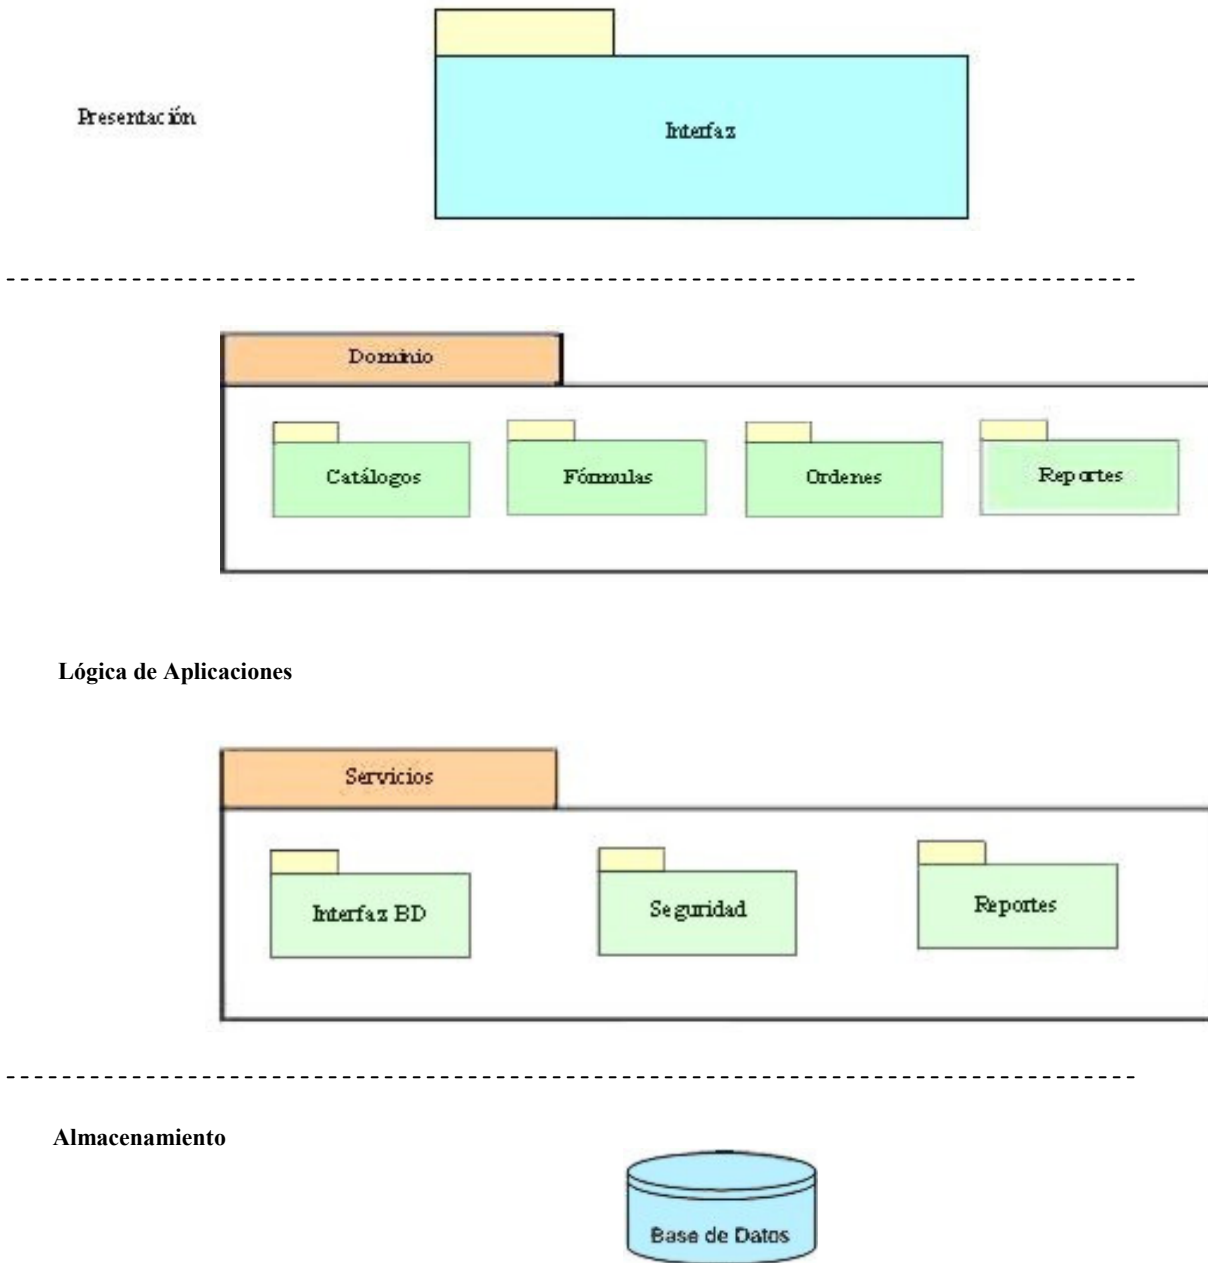 Presentación
Interfaz
Dominio
Catálogos
Fórmulas
Ordenes
Reportes
Lógica de Aplicaciones
Servicios
Interfaz BD
Seguridad
Reportes
Almacenamiento
Base de Datos